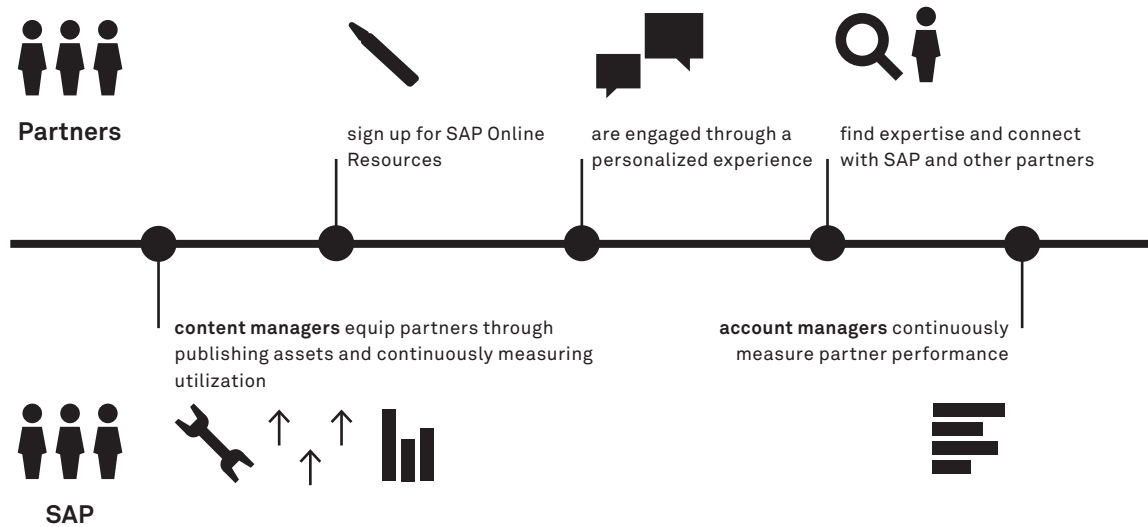 Partners
sign up for SAP Online
Resources
are engaged through a
personalized experience
find expertise and connect
with SAP and other partners
content managers equip partners through
publishing assets and continuously measuring
utilization
account managers continuously
measure partner performance
SAP